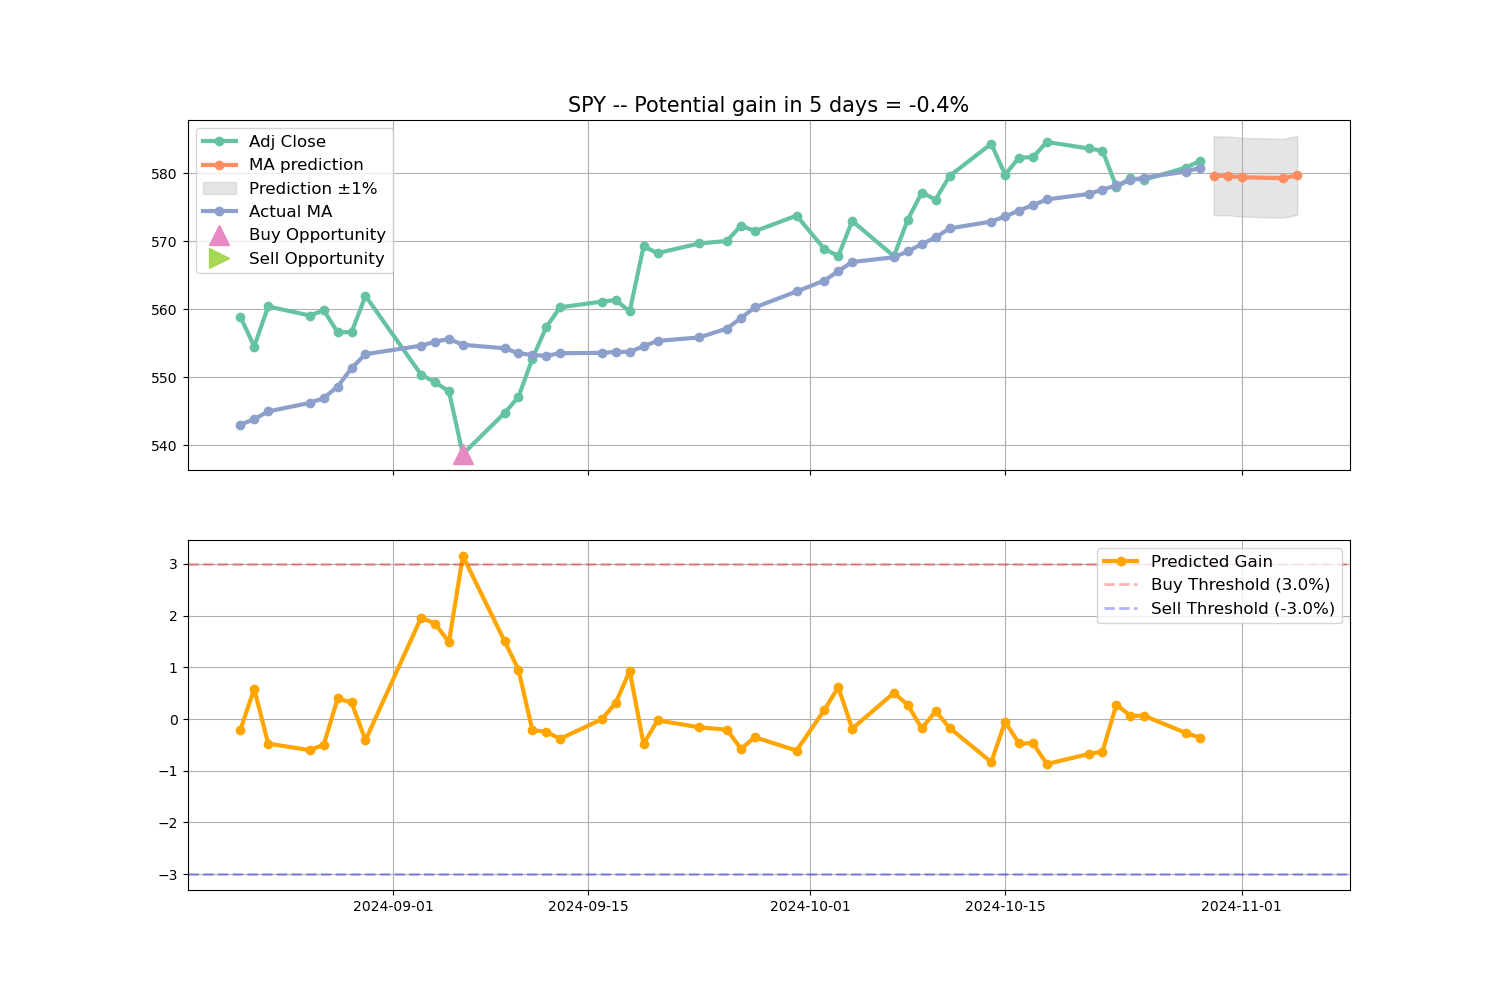 SPY -- Potential gain in 5 days = -0.4%
Adj Close
MA prediction
Prediction ±1%
Actual MA
Buy Opportunity
Sell Opportunity
580
570
560
550
540
Predicted Gain
Buy Threshold (3.0%)
Sell Threshold (-3.0%)
3
2
1
0
−1
−2
−3
2024-09-01
2024-09-15
2024-10-01
2024-10-15
2024-11-01